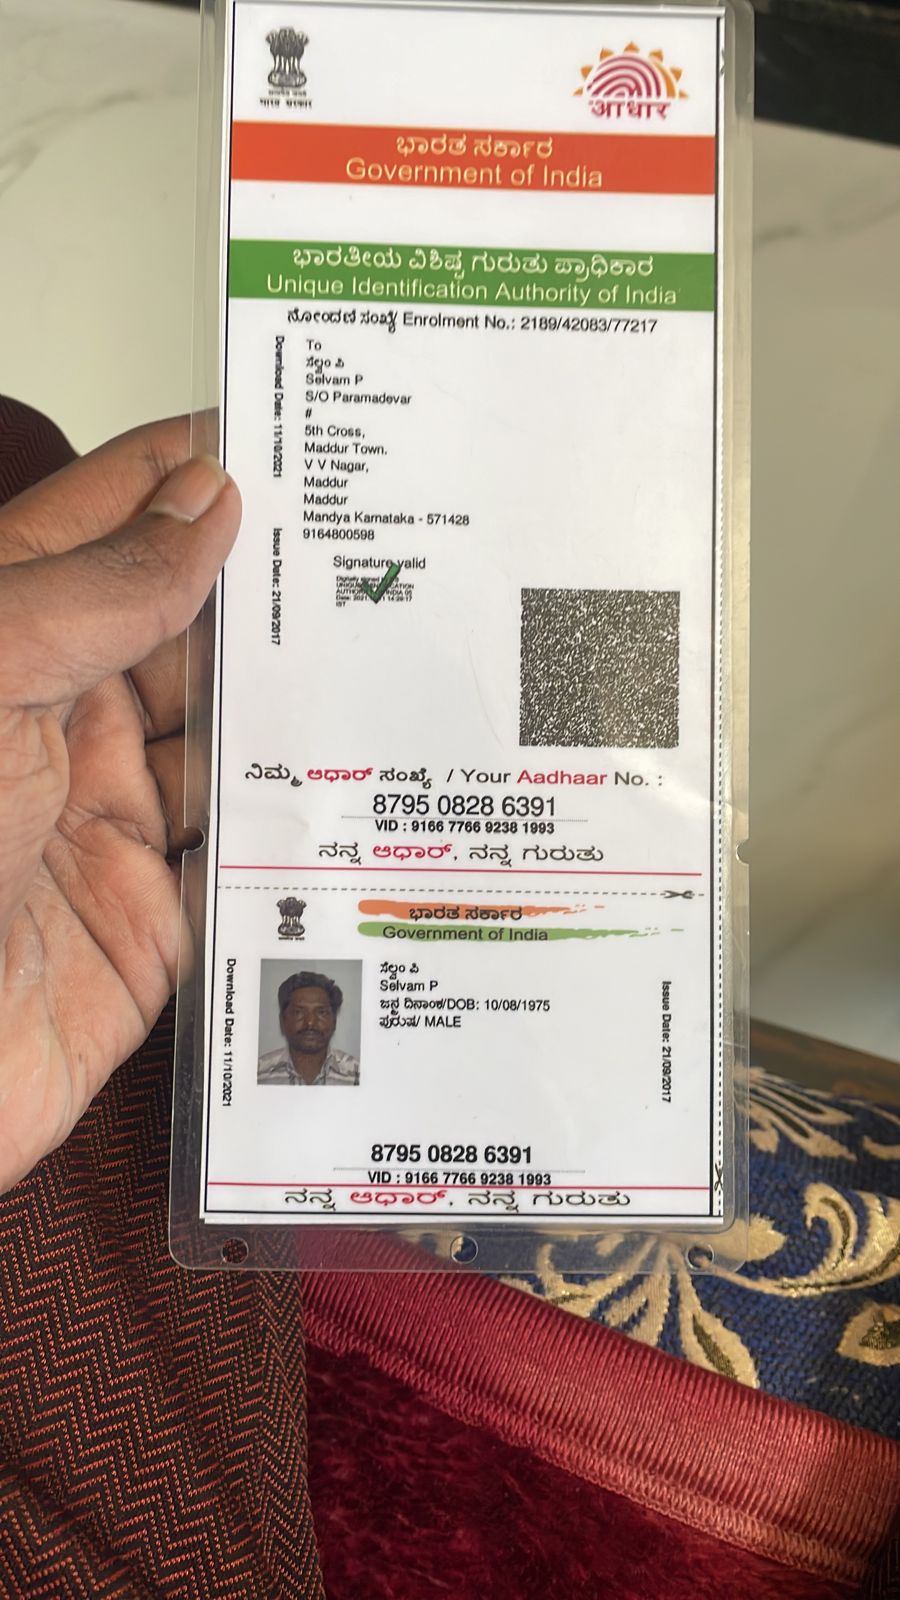 भारत सरकार
आधार
ಭಾರತ ಸರ್ಕಾರ
Government of India
ಭಾರತೀಯ ವಿಶಿಷ್ಟ ಗುರುತು ಪ್ರಾಧಿಕಾರ
Unique Identification Authority of India
ನೋಂದಣಿ ಸಂಖ್ಯೆ/ Enrolment No.: 2189/42083/77217
Download Date: 11/10/2021
Issue Date: 21/09/2017
To
ಸೆಲ್ವಂ ಪಿ
Selvam P
S/O Paramadevar
#
5th Cross,
Maddur Town.
V V Nagar,
Maddur
Maddur
Mandya Karnataka - 571428
9164800598
Signature valid
ನಿಮ್ಮ ಆಧಾರ್ ಸಂಖ್ಯೆ / Your Aadhaar No. :
8795 0828 6391
VID : 9166 7766 9238 1993
ನನ್ನ ಆಧಾರ್, ನನ್ನ ಗುರುತು
ಭಾರತ ಸರ್ಕಾರ
Government of India
Download Date: 11/10/2021
ಸೆಲ್ವಂ ಪಿ
Selvam P
ಜನ್ಮ ದಿನಾಂಕ/DOB: 10/08/1975
ಪುರುಷ/ MALE
Issue Date: 21/09/2017
8795 0828 6391
VID : 9166 7766 9238 1993
ನನ್ನ ಆಧಾರ್, ನನ್ನ ಗುರುತು